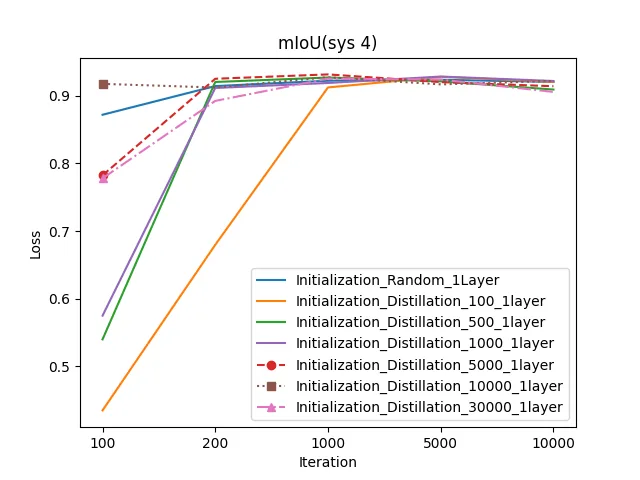 mIoU(sys 4)
Loss
0.9
0.8
0.7
0.6
0.5
Initialization_Random_1Layer
Initialization_Distillation_100_1layer
Initialization_Distillation_500_1layer
Initialization_Distillation_1000_1layer
Initialization_Distillation_5000_1layer
Initialization_Distillation_10000_1layer
Initialization_Distillation_30000_1layer
100 200 1000 5000 10000
Iteration